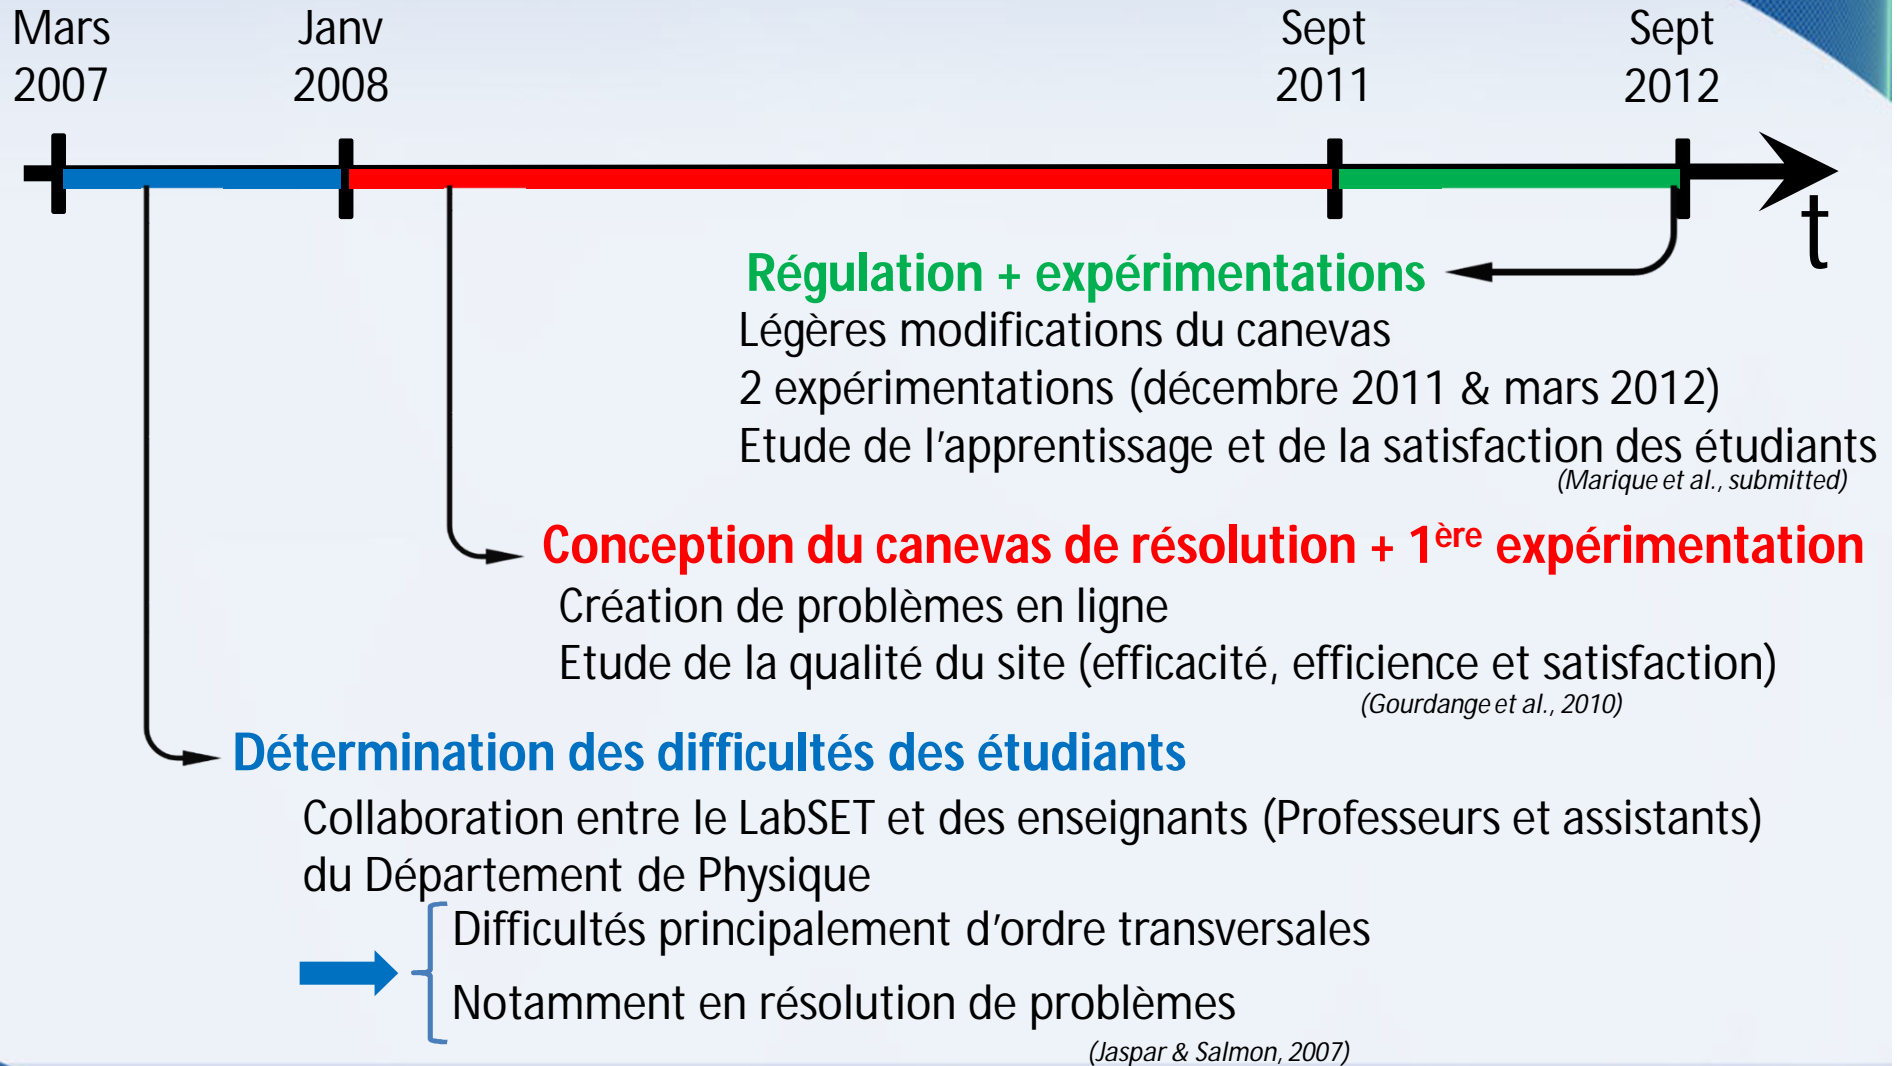 Mars
2007
Janv
2008
Sept
2011
Sept
2012
t
Régulation + expérimentations
Légères modifications du canevas
2 expérimentations (décembre 2011 & mars 2012)
Etude de l’apprentissage et de la satisfaction des étudiants
(Marique et al., submitted)
Conception du canevas de résolution + 1ère expérimentation
Création de problèmes en ligne
Etude de la qualité du site (efficacité, efficience et satisfaction)
(Gourdange et al., 2010)
Détermination des difficultés des étudiants
Collaboration entre le LabSET et des enseignants (Professeurs et assistants)
du Département de Physique
Difficultés principalement d’ordre transversales
Notamment en résolution de problèmes
(Jaspar & Salmon, 2007)